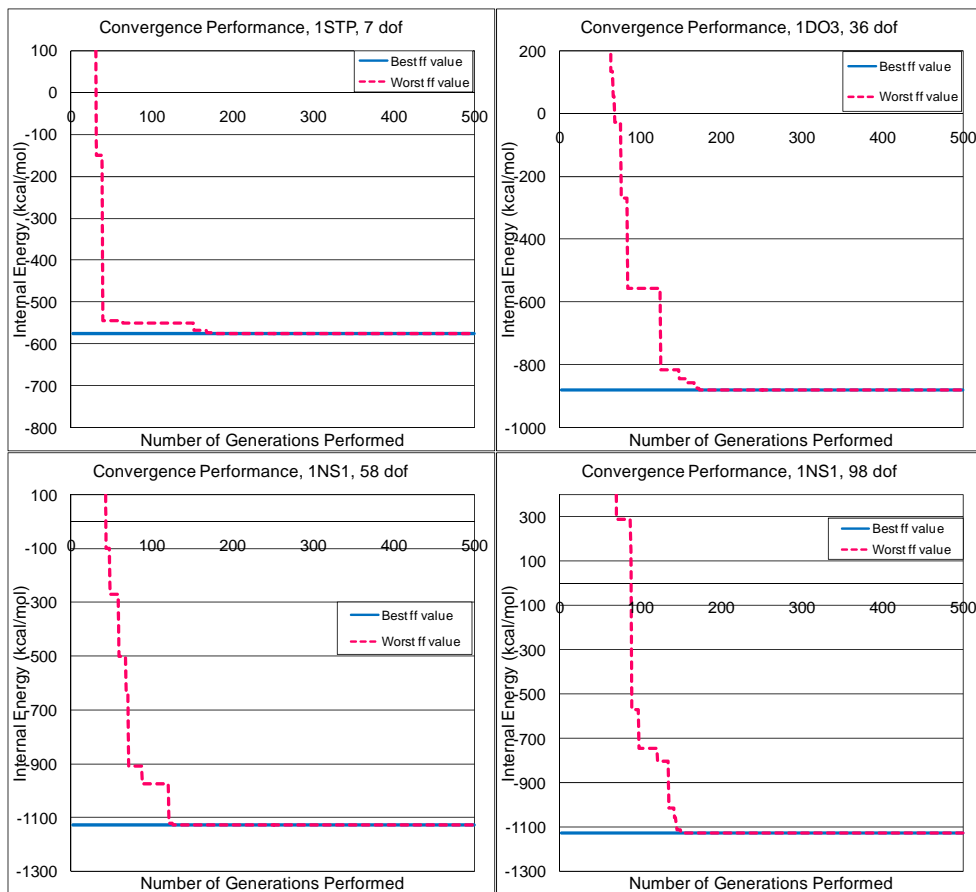 Convergence Performance, 1STP, 7 dof
Internal Energy (kcal/mol)
100
0
-100
-200
-300
-400
-500
-600
-700
-800
0 100 200 300 400 500
Best ff value
Worst ff value
Number of Generations Performed
Convergence Performance, 1DO3, 36 dof
Internal Energy (kcal/mol)
200
0
-200
-400
-600
-800
-1000
0 100 200 300 400 500
Best ff value
Worst ff value
Number of Generations Performed
Convergence Performance, 1NS1, 58 dof
Internal Energy (kcal/mol)
100
-100
-300
-500
-700
-900
-1100
-1300
0 100 200 300 400 500
Best ff value
Worst ff value
Number of Generations Performed
Convergence Performance, 1NS1, 98 dof
Internal Energy (kcal/mol)
300
100
-100
-300
-500
-700
-900
-1100
-1300
0 100 200 300 400 500
Best ff value
Worst ff value
Number of Generations Performed